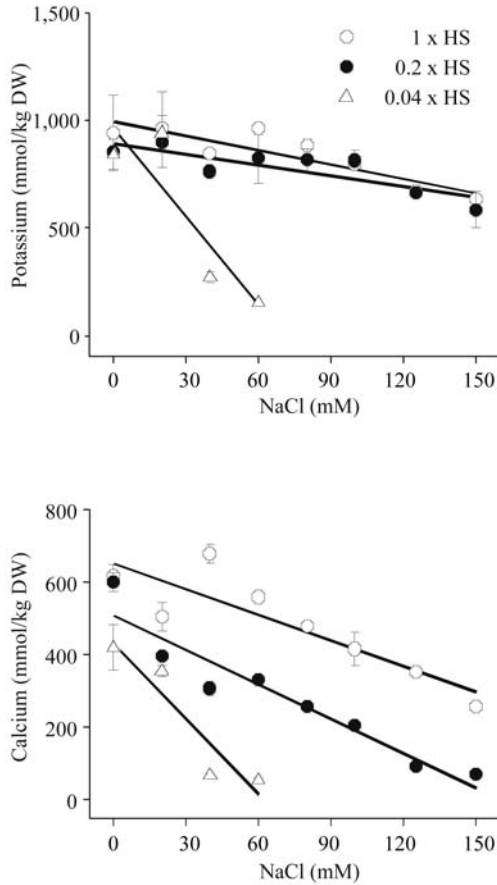 1,500
1 x HS
0.2 x HS
0.04 x HS
1,000
500
0
Potassium (mmol/kg DW)
0 30 60 90 120 150
NaCl (mM)
800
600
400
200
0
Calcium (mmol/kg DW)
0 30 60 90 120 150
NaCl (mM)